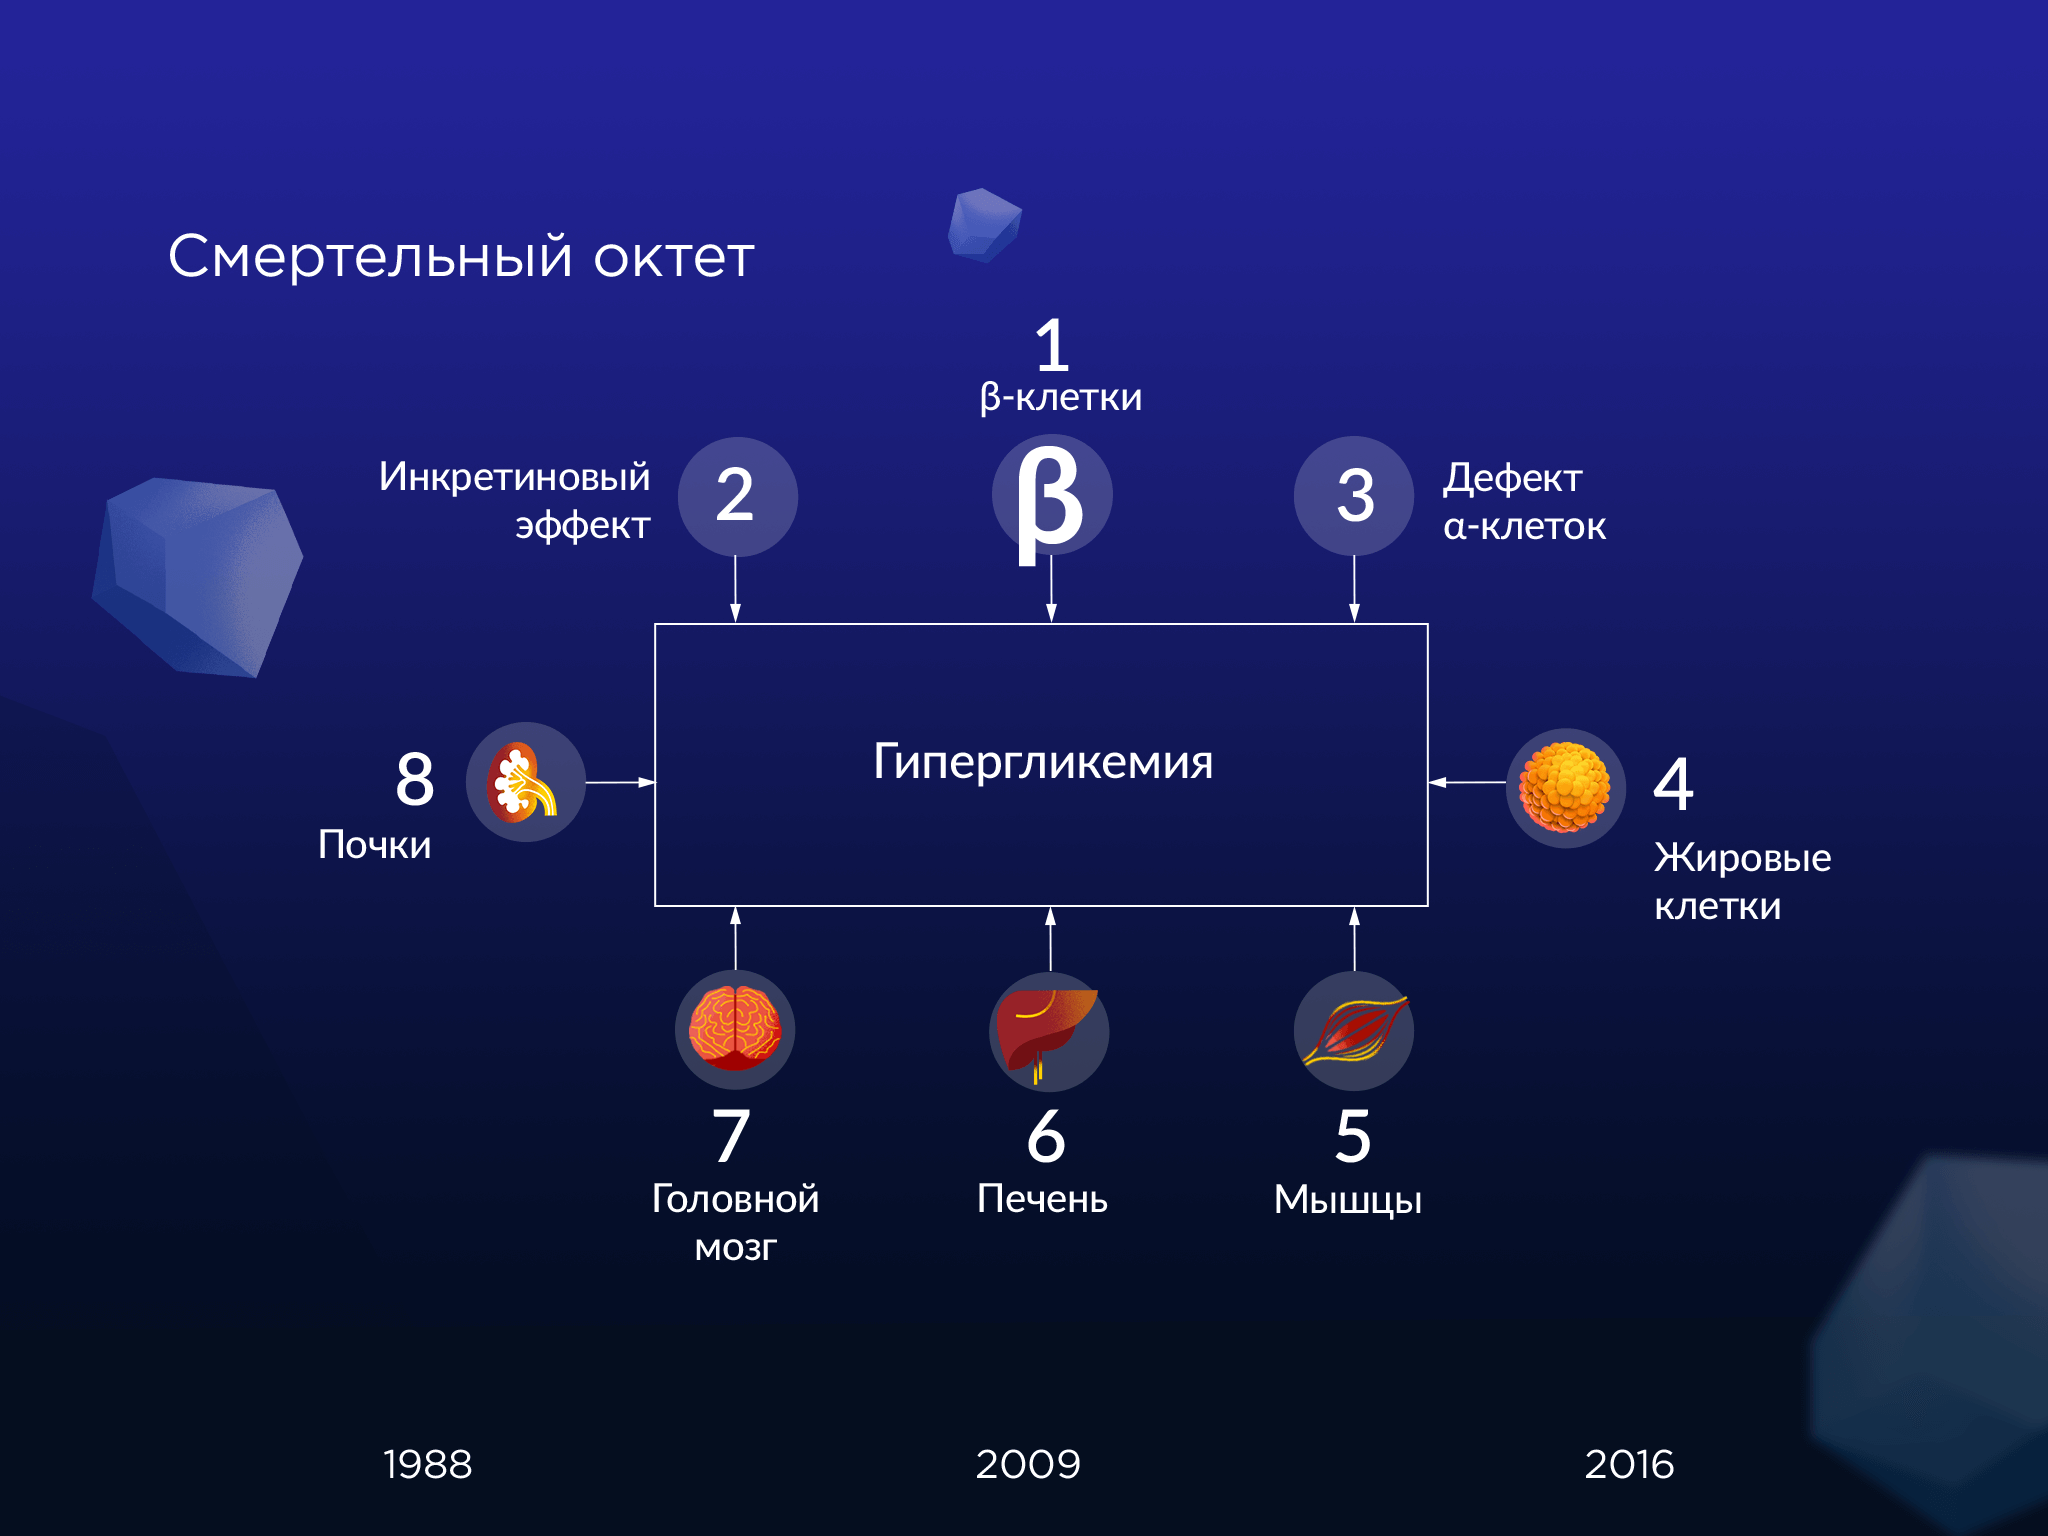 Смертельный октет
1
β-клетки
β
Инкретиновый
эффект
2
3
Дефект
α-клеток
Гипергликемия
8
Почки
4
Жировые
клетки
7
Головной
мозг
6
Печень
5
Мышцы
1988
2009
2016